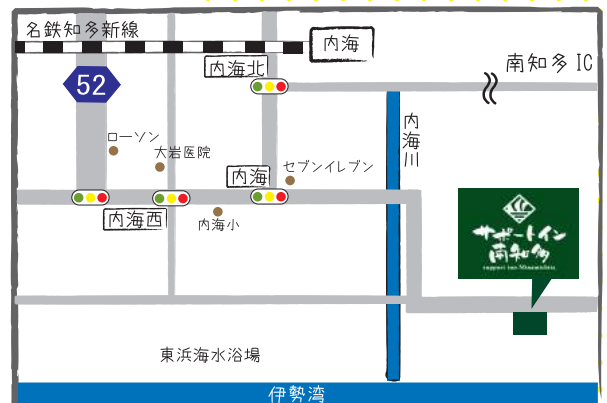 名鉄知多新線
内海
内海北
南知多 IC
52
ローソン
大岩医院
内海川
内海
セブンイレブン
内海西
内海小
サポートイン
南知多
support inn Minamichita
東浜海水浴場
伊勢湾